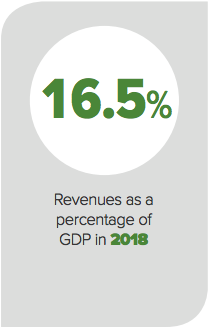 16.5%
Revenues as a
percentage of
GDP in 2018